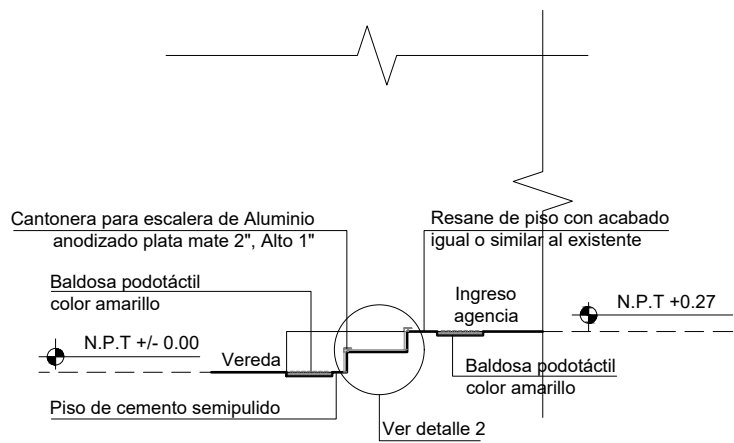 Cantonera para escalera de Aluminio
anodizado plata mate 2", Alto 1"
Resane de piso con acabado
igual o similar al existente
Baldosa podotáctil
color amarillo
Ingreso
agencia
N.P.T +0.27
N.P.T +/- 0.00
Vereda
Baldosa podotáctil
color amarillo
Piso de cemento semipulido
Ver detalle 2